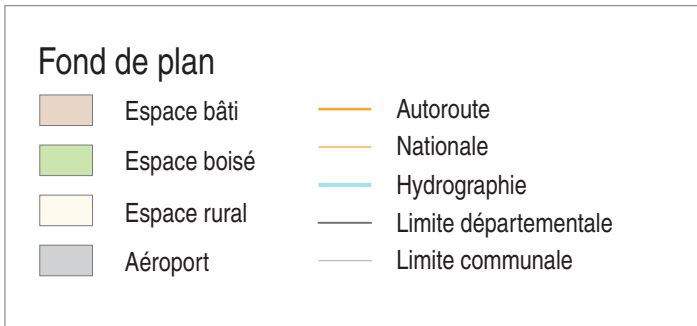 Fond de plan
Espace bâti
Espace boisé
Espace rural
Aéroport
Autoroute
Nationale
Hydrographie
Limite départementale
Limite communale